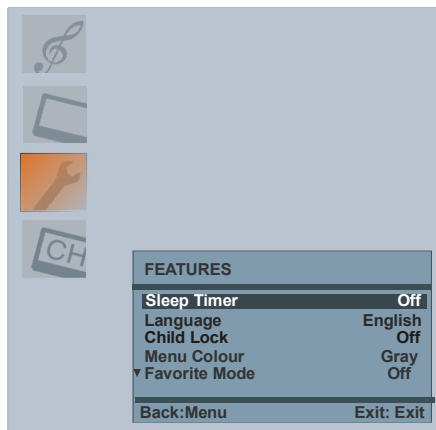 CH
FEATURES
Sleep Timer Off
Language English
Child Lock Off
Menu Colour Gray
Favorite Mode Off
Back:Menu Exit: Exit